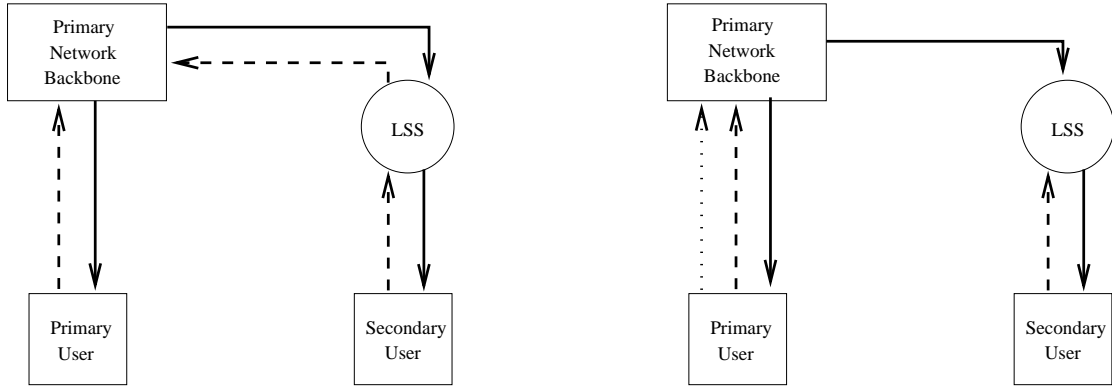 Primary
Network
Backbone
LSS
Primary
User
Secondary
User
Primary
Network
Backbone
LSS
Primary
User
Secondary
User